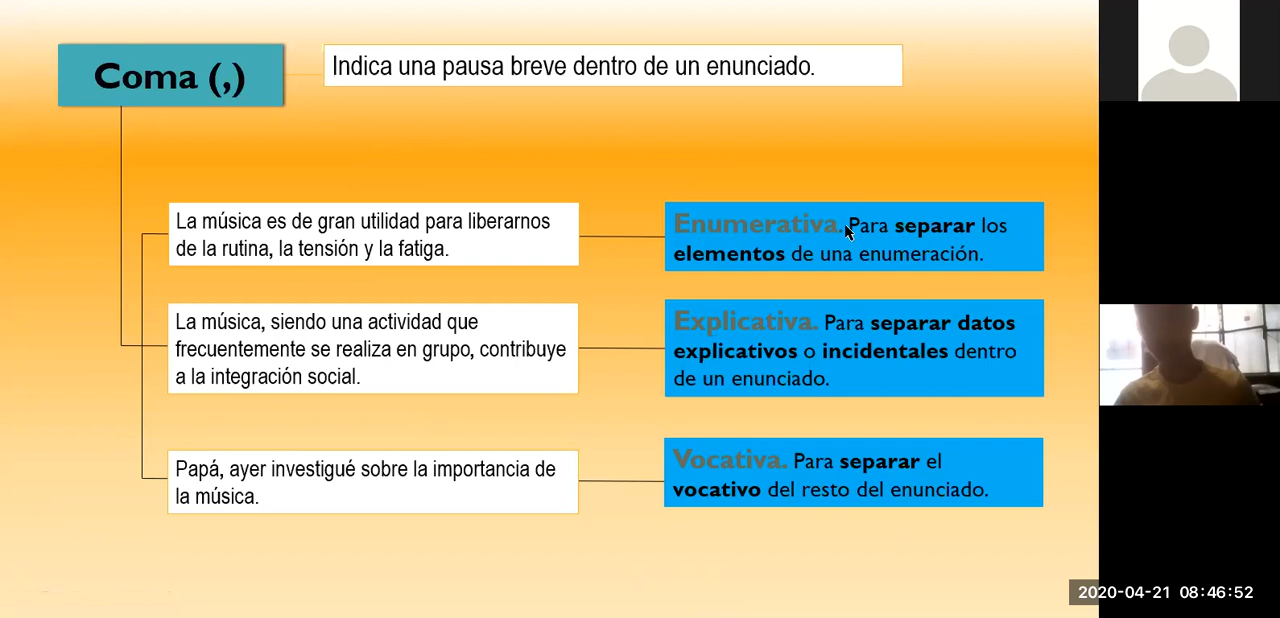 Coma (,)
Indica una pausa breve dentro de un enunciado.
La música es de gran utilidad para liberarnos
de la rutina, la tensión y la fatiga.
Enumerativa. Para separar los
elementos de una enumeración.
La música, siendo una actividad que
frecuentemente se realiza en grupo, contribuye
a la integración social.
Explicativa. Para separar datos
explicativos o incidentales dentro
de un enunciado.
Papá, ayer investigué sobre la importancia de
la música.
Vocativa. Para separar el
vocativo del resto del enunciado.
2020-04-21 08:46:52